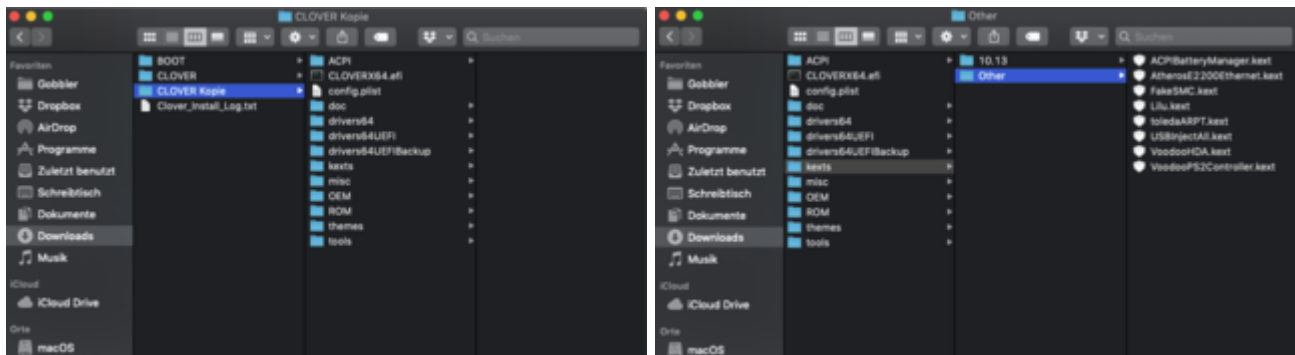 CLOVER Kopie
Suchen
Favoriten
Gobbler
Dropbox
AirDrop
Programme
Zuletzt benutzt
Schreibtisch
Dokumente
Downloads
Musik
iCloud
iCloud Drive
Orte
macOS
BOOT
CLOVER
CLOVER Kopie
Clover_Install_Log.txt
ACPI
CLOVERX64.efi
config.plist
doc
drivers64
drivers64UEFI
drivers64UEFIBackup
kexts
misc
OEM
ROM
themes
tools
Other
Suchen
Favoriten
Gobbler
Dropbox
AirDrop
Programme
Zuletzt benutzt
Schreibtisch
Dokumente
Downloads
Musik
iCloud
iCloud Drive
Orte
macOS
ACPI
CLOVERX64.efi
config.plist
doc
drivers64
drivers64UEFI
drivers64UEFIBackup
kexts
misc
OEM
ROM
themes
tools
10.13
Other
ACPIBatteryManager.kext
AtherosE2200Ethernet.kext
FakeSMC.kext
Lilu.kext
toledaARPT.kext
USBInjectAll.kext
VoodooHDA.kext
VoodooPS2Controller.kext